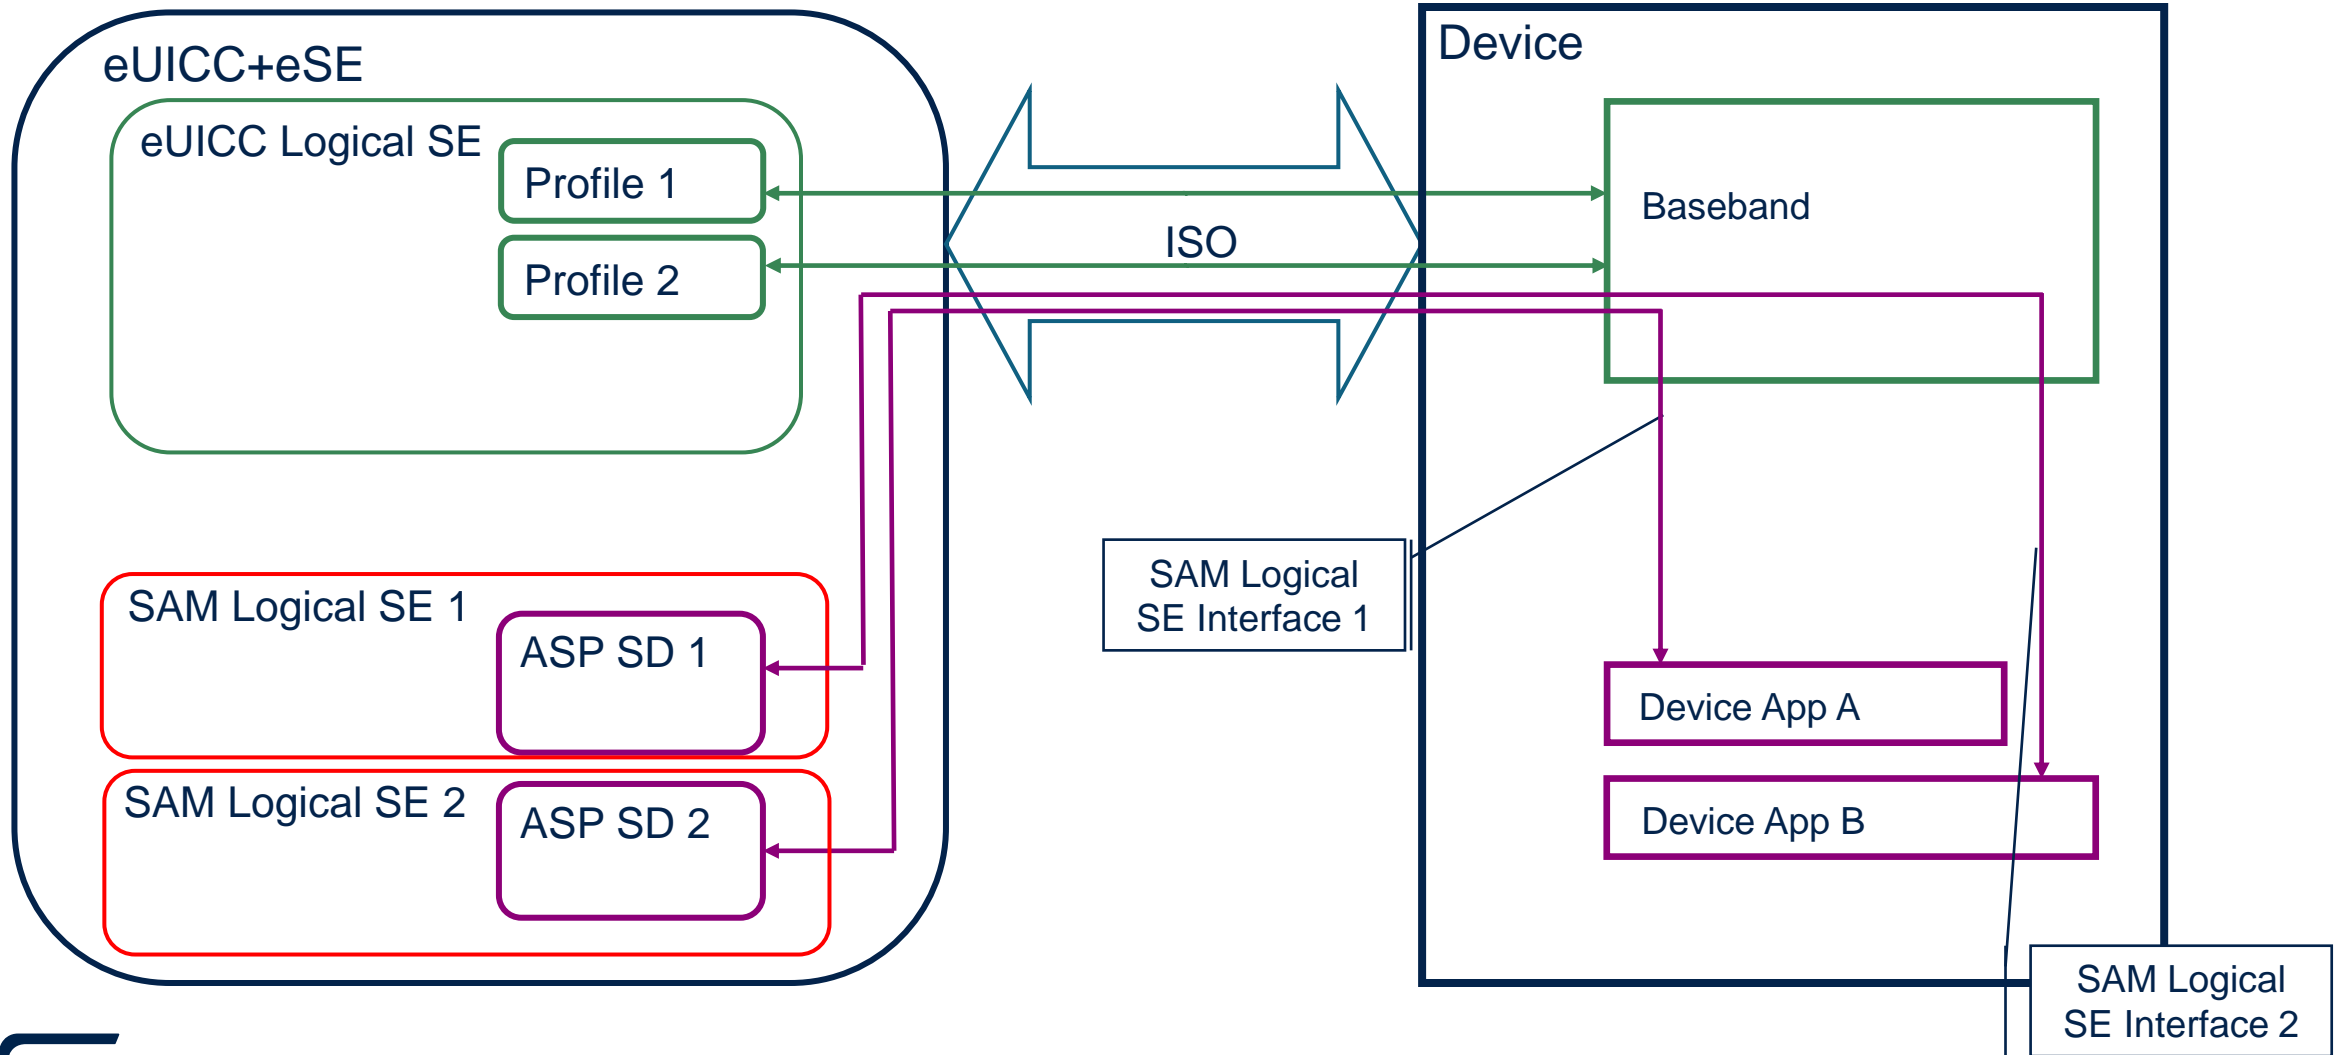 eUICC+eSE
eUICC Logical SE
Profile 1
Profile 2
SAM Logical SE 1
ASP SD 1
SAM Logical SE 2
ASP SD 2
ISO
SAM Logical
SE Interface 1
Device
Baseband
Device App A
Device App B
SAM Logical
SE Interface 2